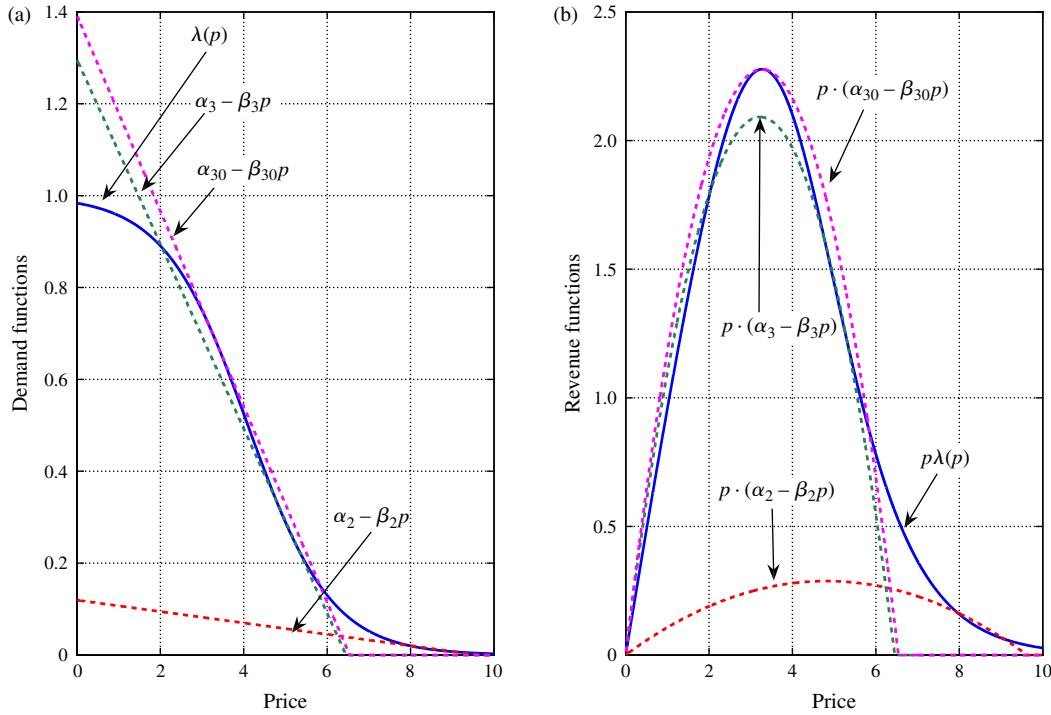 (a)
1.4
1.2
1.0
0.8
0.6
0.4
0.2
0
λ(p)
α₃ – β₃p
α₃₀ – β₃₀p
α₂ – β₂p
0 2 4 6 8 10
Price
Demand functions
(b)
2.5
2.0
1.5
1.0
0.5
0
p · (α₃₀ – β₃₀p)
p · (α₃ – β₃p)
pλ(p)
p · (α₂ – β₂p)
0 2 4 6 8 10
Price
Revenue functions